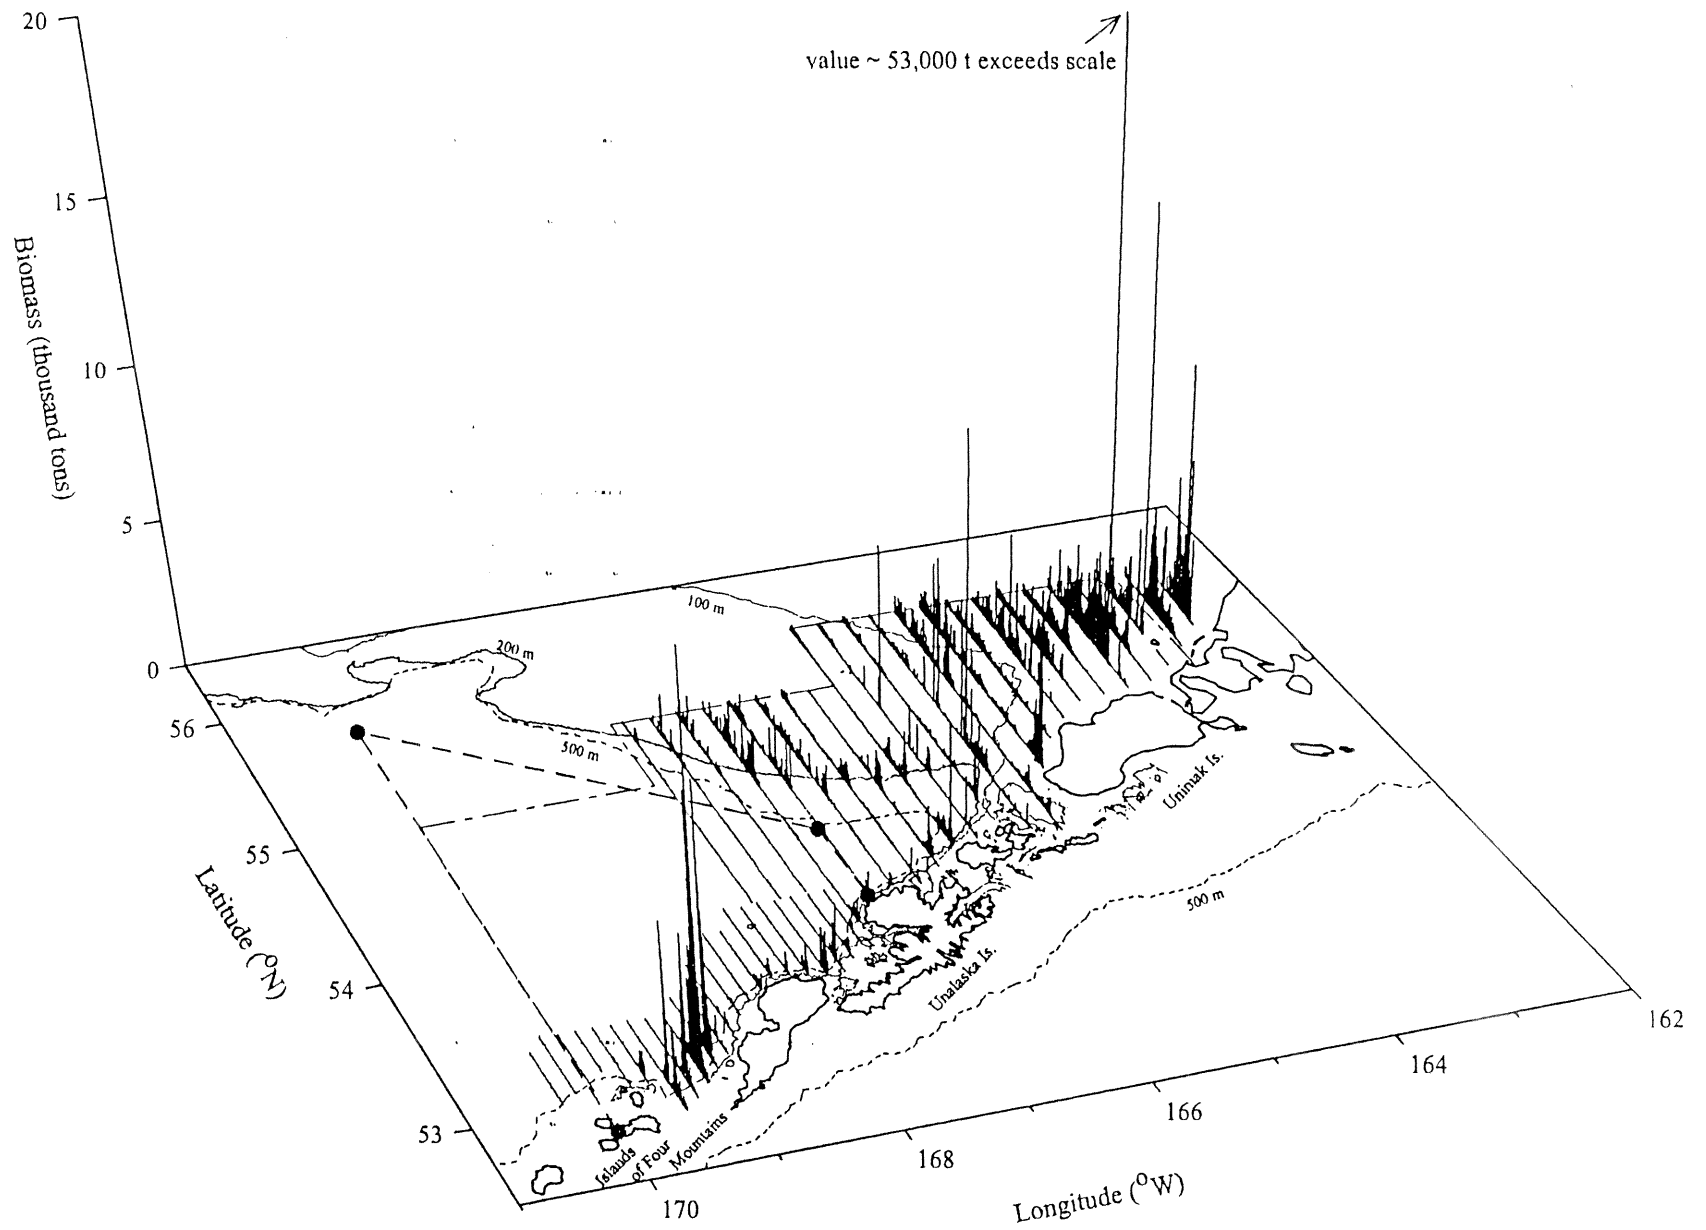 20
value ~ 53,000 t exceeds scale
15
Biomass (thousand tons)
10
5
0
100 m
200 m
500 m
56
55
54
53
Latitude (°N)
Unimak Is.
500 m
Unalaska Is.
Islands
of Four
Mountains
170
168
166
164
162
Longitude (°W)